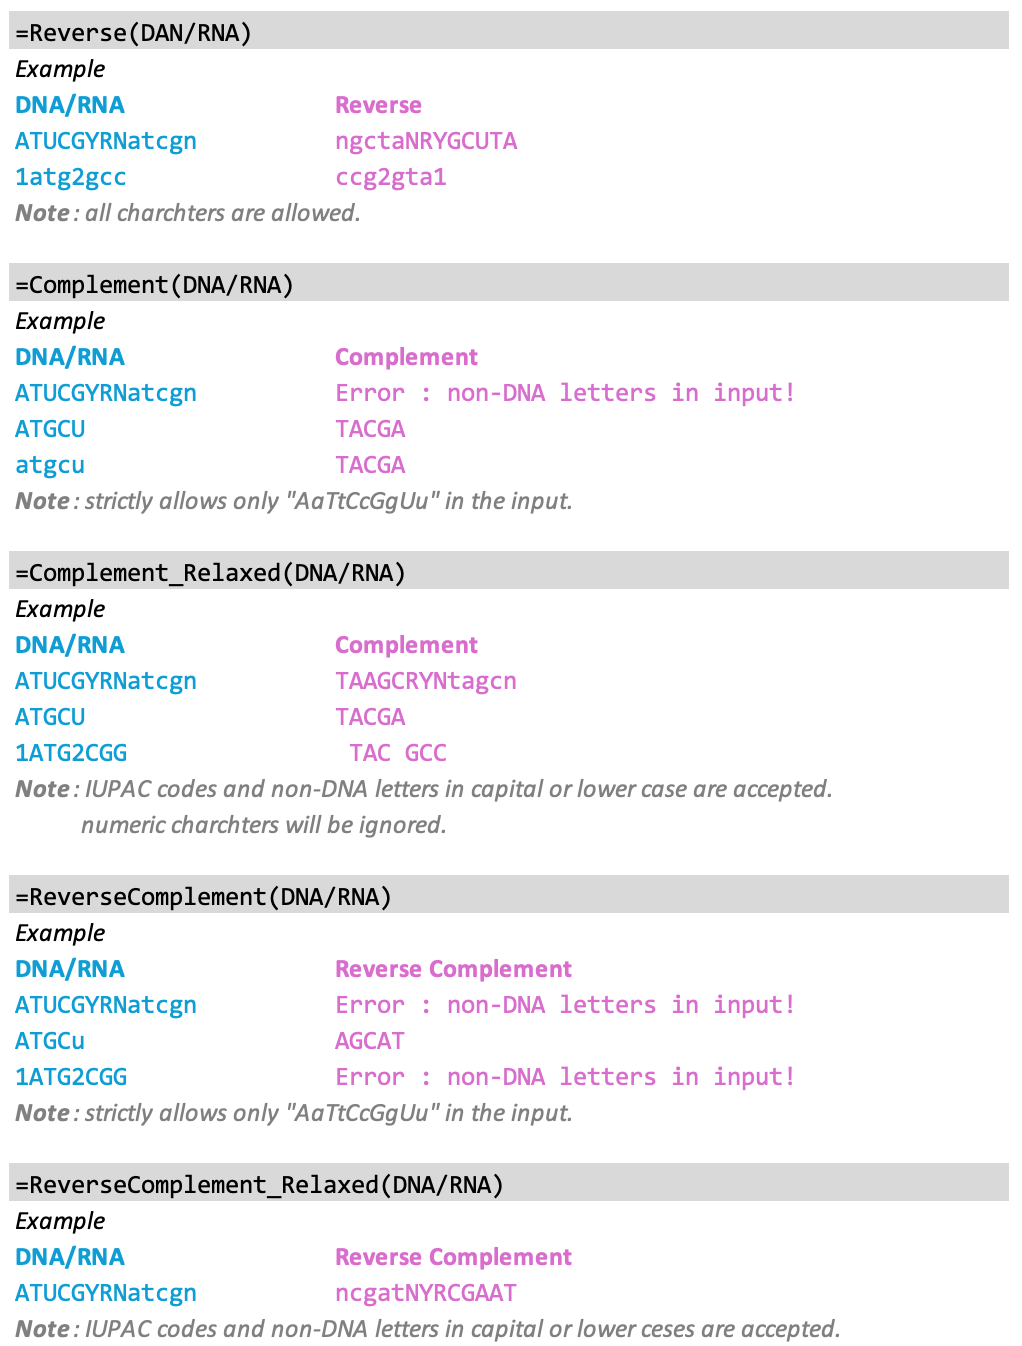 =Reverse(DAN/RNA)
Example
DNA/RNA Reverse
ATUCGYRNatcgn ngctaNRYGCUTA
1atg2gcc ccg2gta1
Note : all charchters are allowed.
=Complement(DNA/RNA)
Example
DNA/RNA Complement
ATUCGYRNatcgn Error : non-DNA letters in input!
ATGCU TACGA
atgcu TACGA
Note : strictly allows only "AaTtCcGgUu" in the input.
=Complement_Relaxed(DNA/RNA)
Example
DNA/RNA Complement
ATUCGYRNatcgn TAAGCRYNtagcn
ATGCU TACGA
1ATG2CGG TAC GCC
Note : IUPAC codes and non-DNA letters in capital or lower case are accepted.
numeric charchters will be ignored.
=ReverseComplement(DNA/RNA)
Example
DNA/RNA Reverse Complement
ATUCGYRNatcgn Error : non-DNA letters in input!
ATGCu AGCAT
1ATG2CGG Error : non-DNA letters in input!
Note : strictly allows only "AaTtCcGgUu" in the input.
=ReverseComplement_Relaxed(DNA/RNA)
Example
DNA/RNA Reverse Complement
ATUCGYRNatcgn ncgatNYRCGAAT
Note : IUPAC codes and non-DNA letters in capital or lower ceses are accepted.